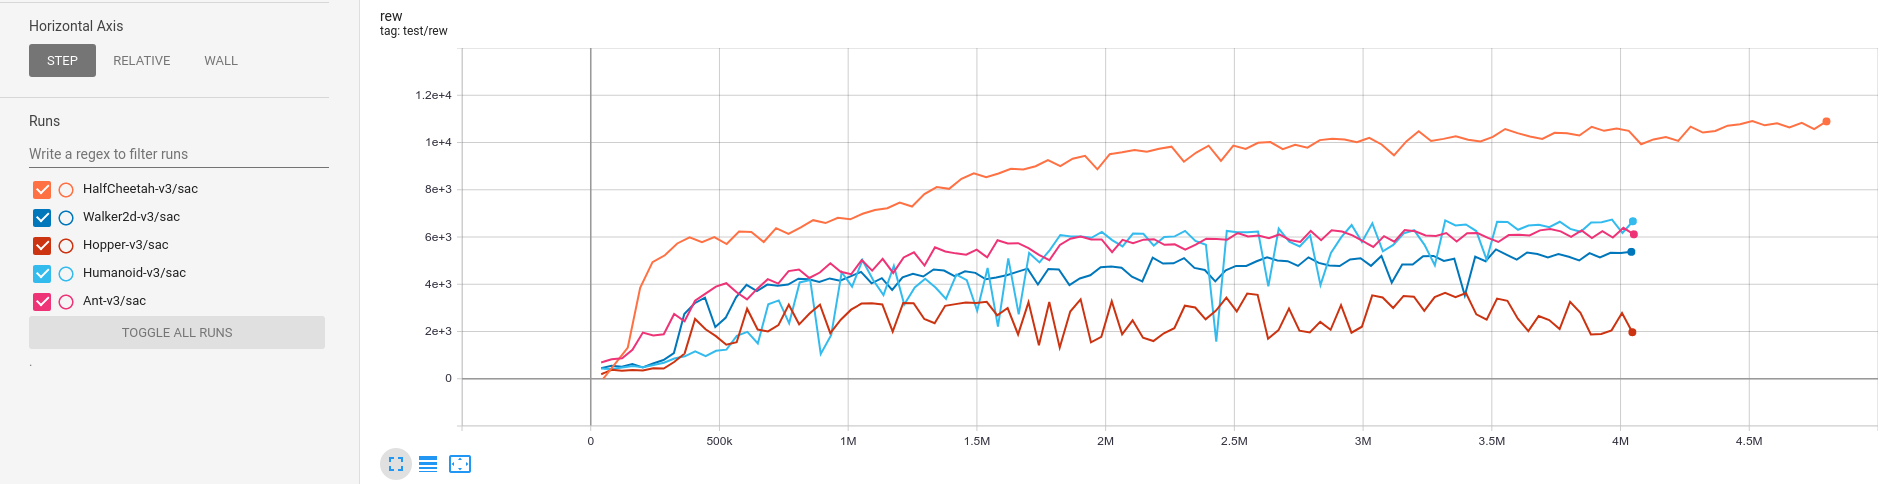 Horizontal Axis
STEP RELATIVE WALL
Runs
Write a regex to filter runs
HalfCheetah-v3/sac
Walker2d-v3/sac
Hopper-v3/sac
Humanoid-v3/sac
Ant-v3/sac
TOGGLE ALL RUNS
.
rew
tag: test/rew
1.2e+4
1e+4
8e+3
6e+3
4e+3
2e+3
0
0 500k 1M 1.5M 2M 2.5M 3M 3.5M 4M 4.5M